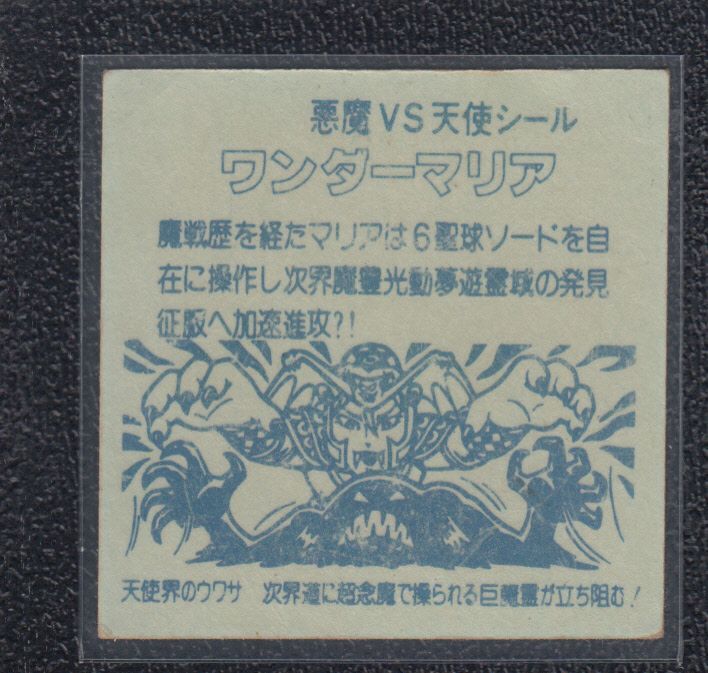 悪魔VS天使シール
ワンダーマリア
魔戦歴を経たマリアは6聖球ソードを自
在に操作し次界魔霊光動夢遊霊域の発見
征服へ加速進攻?!
天使界のウワサ 次界道に超念魔で操られる巨魔霊が立ち阻む!